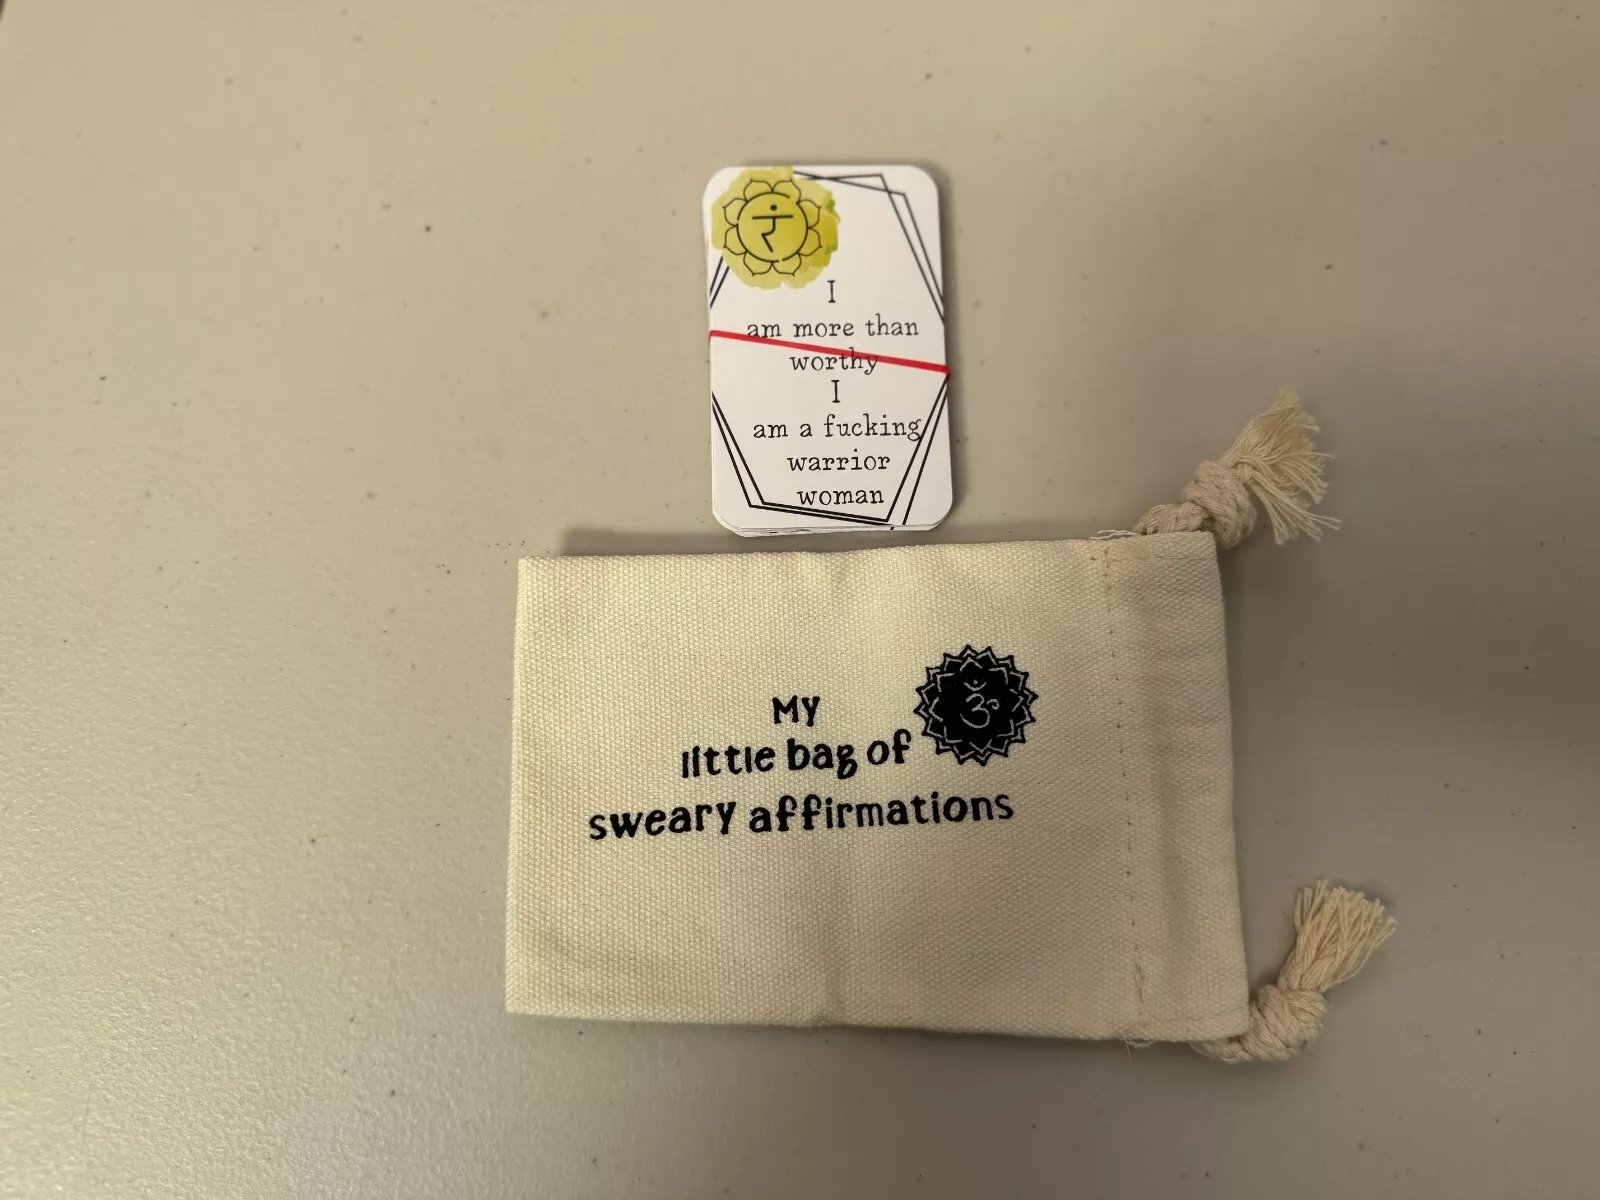 रं
I
am more than
worthy
I
am a fucking
warrior
woman
My
little bag of
ॐ
sweary affirmations